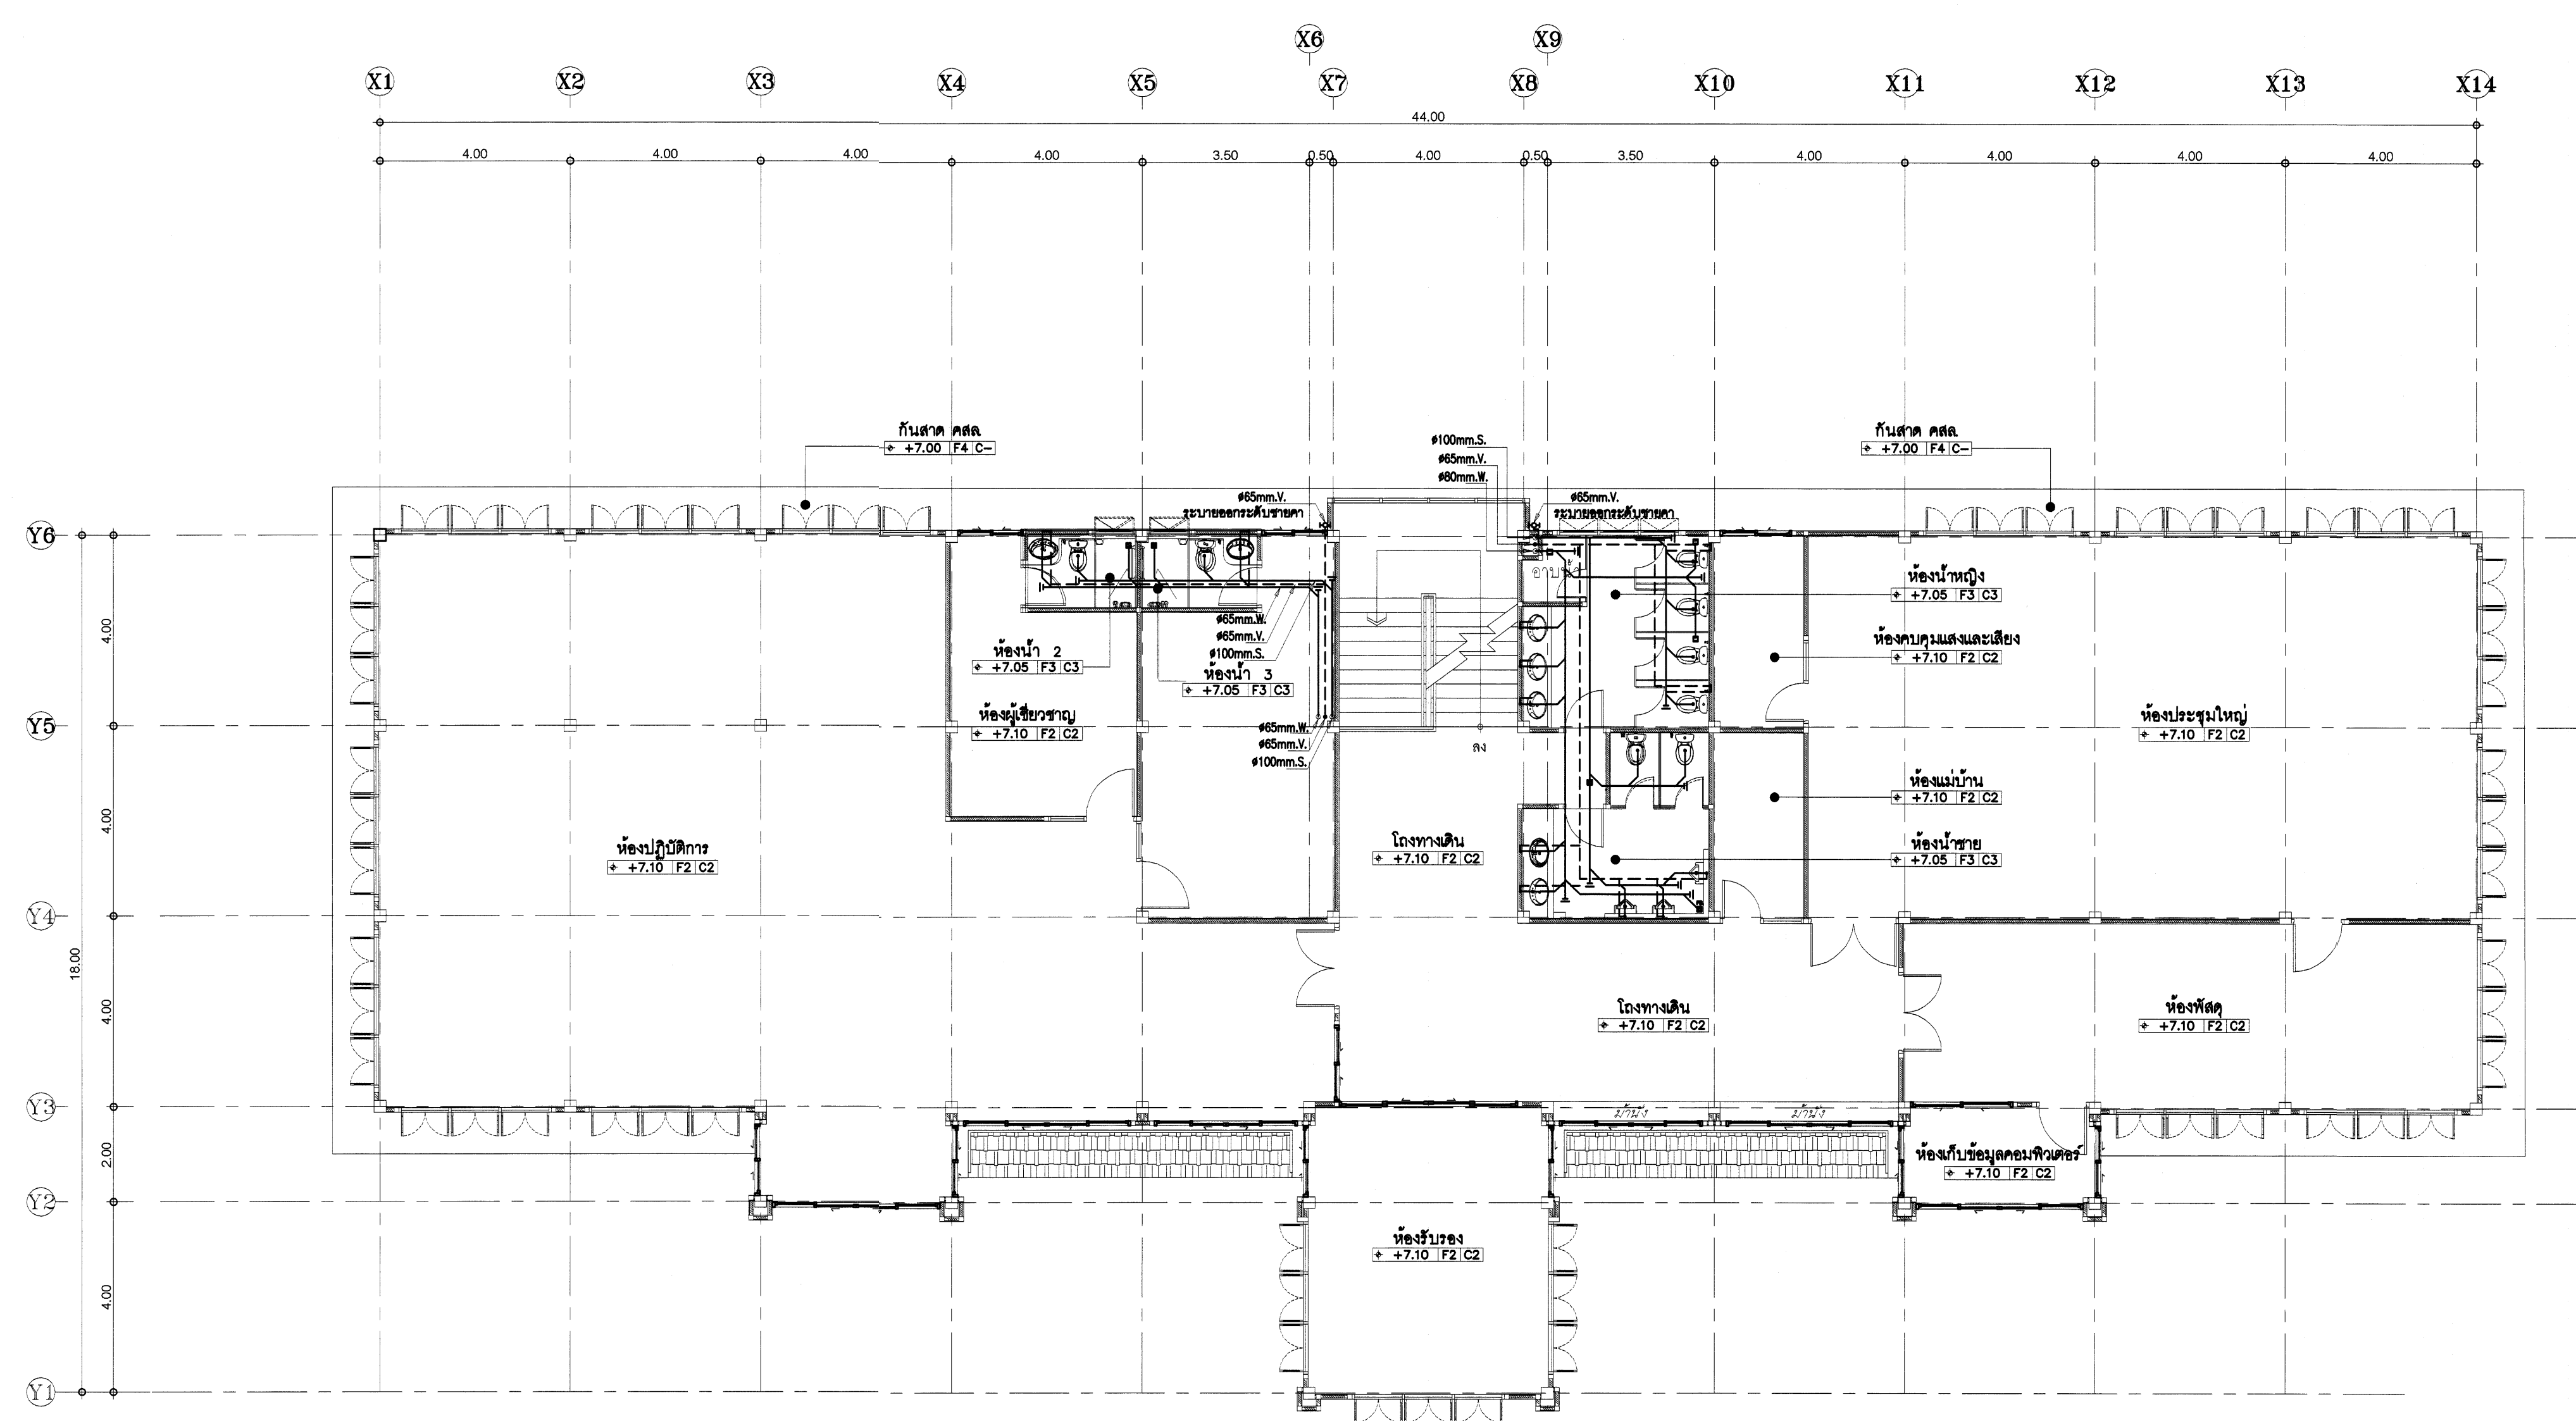 X6 X9
X1 X2 X3 X4 X5 X7 X8 X10 X11 X12 X13 X14
44.00
4.00 4.00 4.00 4.00 3.50 0.50 4.00 0.50 3.50 4.00 4.00 4.00 4.00
กันสาด คสล.
+7.00 F4 C-
กันสาด คสล.
+7.00 F4 C-
ø100mm.S.
ø65mm.V.
ø80mm.W.
ø65mm.V.
ระบายออกระดับชายคา
ø65mm.V.
ระบายออกระดับชายคา
Y6
อาบน้ำ
ห้องน้ำหญิง
+7.05 F3 C3
ø65mm.W.
ø65mm.V.
ø100mm.S.
4.00
ห้องน้ำ 2
+7.05 F3 C3
ห้องน้ำ 3
+7.05 F3 C3
ห้องควบคุมแสงและเสียง
+7.10 F2 C2
ห้องผู้เชี่ยวชาญ
+7.10 F2 C2
ห้องประชุมใหญ่
+7.10 F2 C2
Y5
ø65mm.W.
ø65mm.V.
ø100mm.S.
ลง
ห้องแม่บ้าน
+7.10 F2 C2
4.00
ห้องปฏิบัติการ
+7.10 F2 C2
โถงทางเดิน
+7.10 F2 C2
ห้องน้ำชาย
+7.05 F3 C3
Y4
18.00
4.00
โถงทางเดิน
+7.10 F2 C2
ห้องพัสดุ
+7.10 F2 C2
Y3
ม้านั่ง ม้านั่ง
2.00
ห้องเก็บข้อมูลคอมพิวเตอร์
+7.10 F2 C2
Y2
ห้องรับรอง
+7.10 F2 C2
4.00
Y1